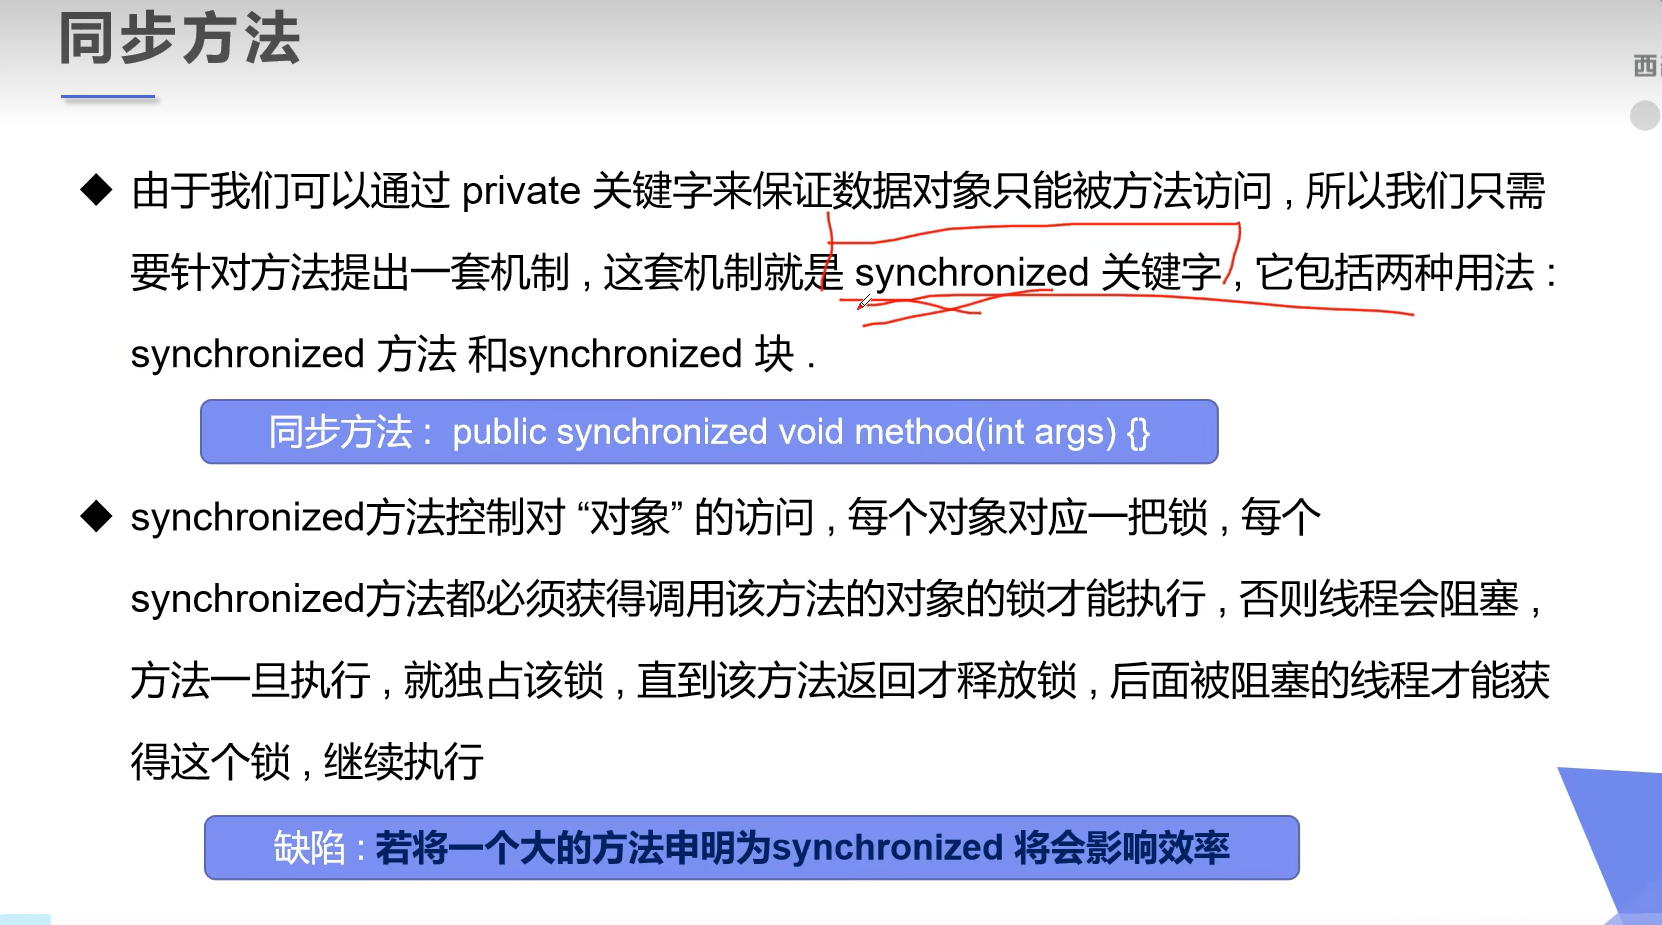 同步方法
西
由于我们可以通过 private 关键字来保证数据对象只能被方法访问 , 所以我们只需
要针对方法提出一套机制 , 这套机制就是 synchronized 关键字 , 它包括两种用法 :
synchronized 方法 和synchronized 块 .
同步方法 : public synchronized void method(int args) {}
synchronized方法控制对 “对象” 的访问 , 每个对象对应一把锁 , 每个
synchronized方法都必须获得调用该方法的对象的锁才能执行 , 否则线程会阻塞 ,
方法一旦执行 , 就独占该锁 , 直到该方法返回才释放锁 , 后面被阻塞的线程才能获
得这个锁 , 继续执行
缺陷 : 若将一个大的方法申明为synchronized 将会影响效率